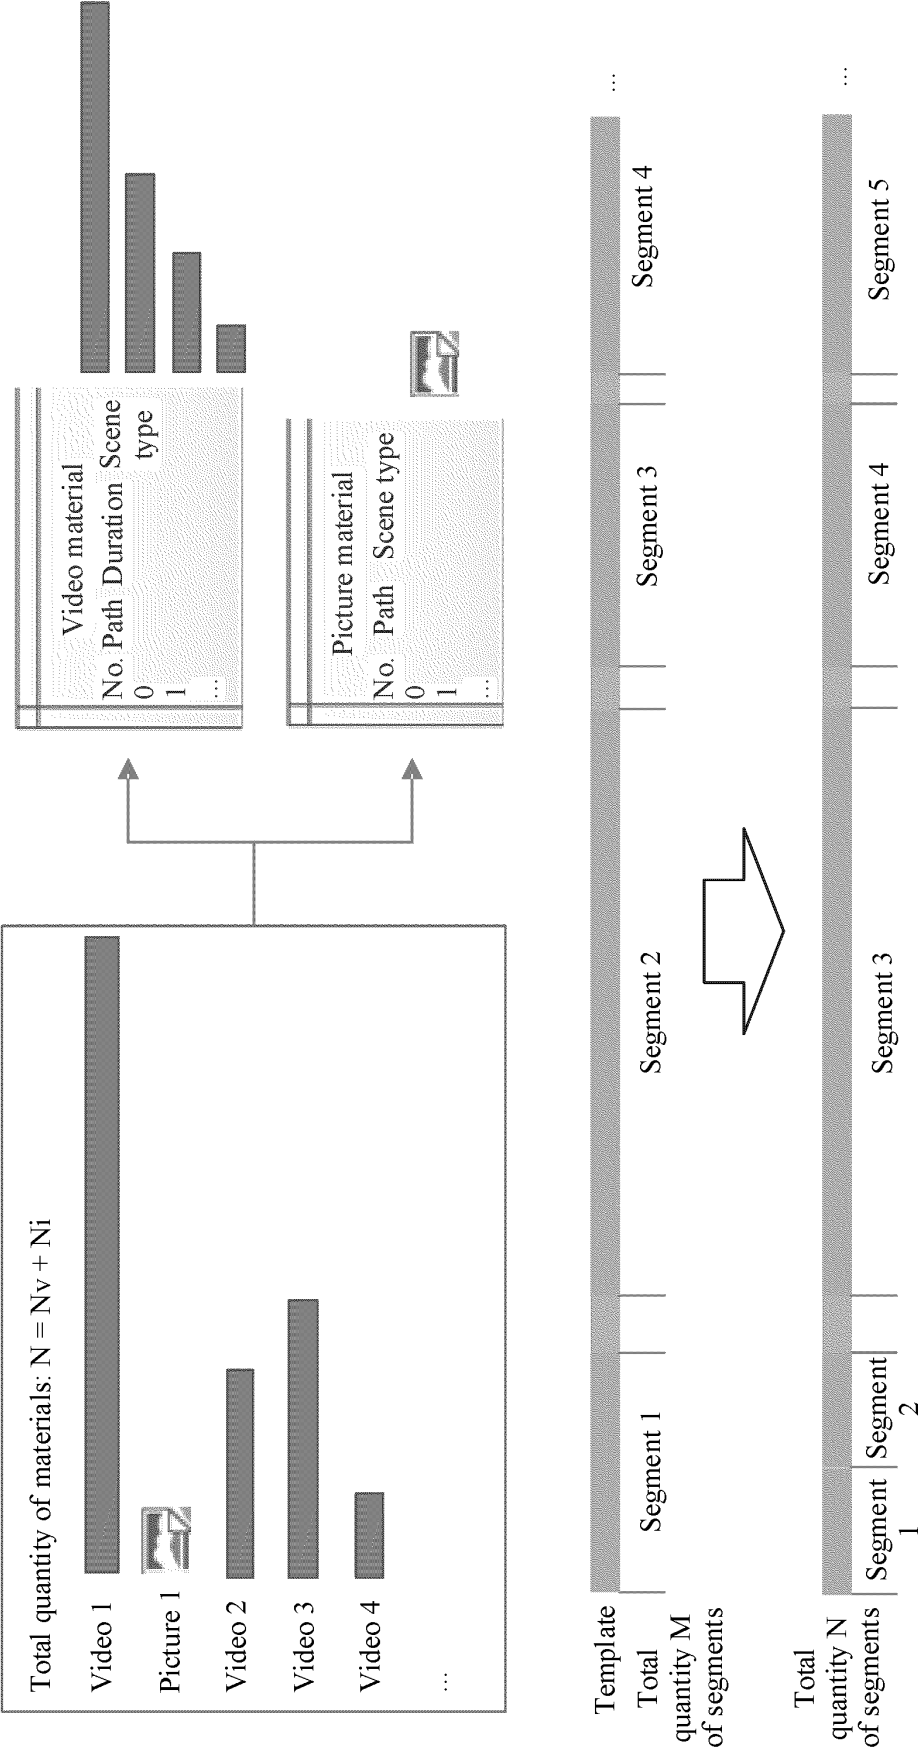 Total quantity of materials: N = Nv + Ni
Video 1
Picture 1
Video 2
Video 3
Video 4
...
Video material
No. Path Duration Scene
type
0
1
...
Picture material
No. Path Scene type
0
1
...
Template
...
Total
quantity M
of segments
Segment 1
Segment 2
Segment 3
Segment 4
...
Total
quantity N
of segments
Segment
1
Segment
2
Segment 3
Segment 4
Segment 5